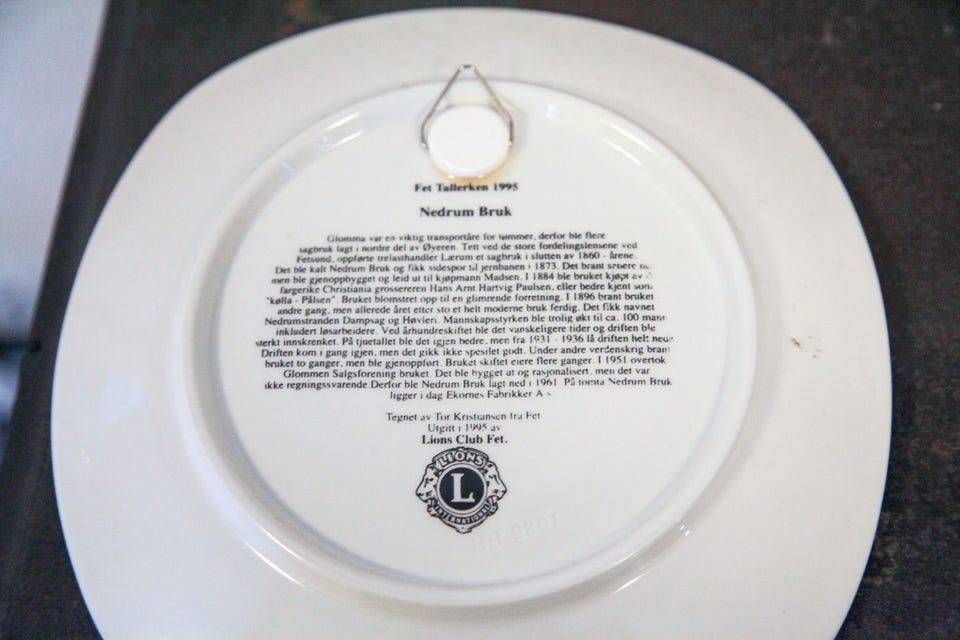 Fet Tallerken 1995
Nedrum Bruk
Glomma var en viktig transportåre for tømmer, derfor ble flere
sagbruk lagt i nordre del av Øyeren. Tett ved de store fordelingslensene ved
Fetsund, oppførte trelasthandler Lærum et sagbruk i slutten av 1860 - årene.
Det ble kalt Nedrum Bruk og fikk sidespor til jernbanen i 1873. Det brant senere
men ble gjenoppbygget og leid ut til kjøpmann Madsen. I 1884 ble bruket kjøpt av
fargerike Christiania grossereren Hans Arnt Hartvig Paulsen, eller bedre kjent som
"kølla - Pålsen". Bruket blomstret opp til en glimrende forretning. I 1896 brant bruket
andre gang, men allerede året etter sto et helt moderne bruk ferdig. Det fikk navnet
Nedrumstranden Dampsag og Høvleri. Mannskapsstyrken ble trolig økt til ca. 100 mann
inkludert løsarbeidere. Ved århundreskiftet ble det vanskeligere tider og driften ble
sterkt innskrenket. På tjuetallet ble det igjen bedre, men fra 1931 - 1936 lå driften helt nede
Driften kom i gang igjen, men det gikk ikke spesielt godt. Under andre verdenskrig brant
bruket to ganger, men ble gjenoppført. Bruket skiftet eiere flere ganger. I 1951 overtok
Glommen Salgsforening bruket. Det ble bygget ut og rasjonalisert, men det var
ikke regningssvarende Derfor ble Nedrum Bruk lagt ned i 1961. På tomta Nedrum Bruk
ligger i dag Ekornes Fabrikker
Tegnet av Tor Kristiansen fra Fet
Utgitt i 1995 av
Lions Club Fet.
LIONS
L
INTERNATIONAL